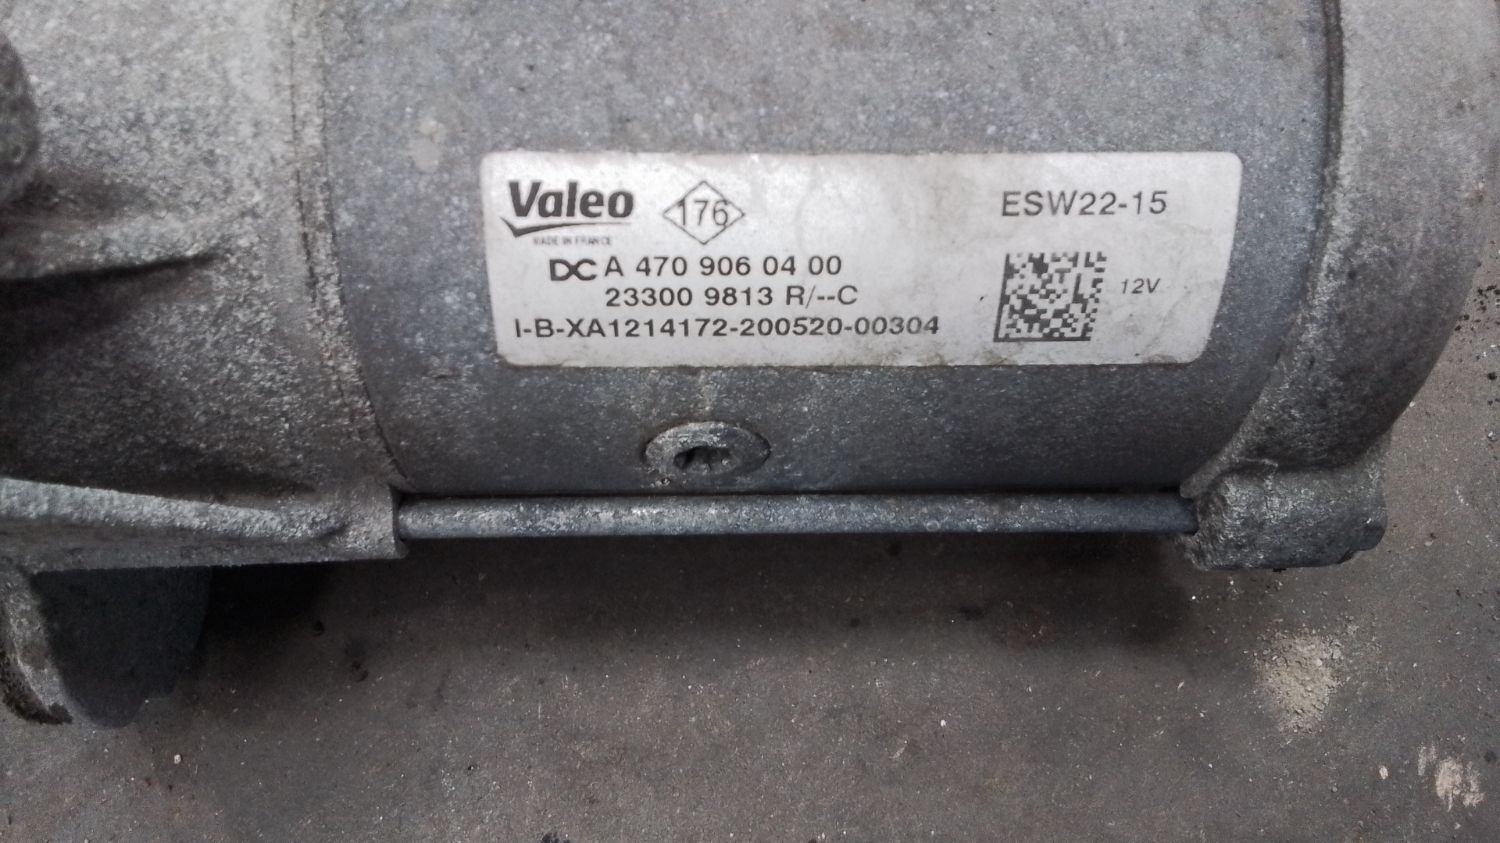 Valeo
MADE IN FRANCE
176
ESW22-15
DC A 470 906 04 00
23300 9813 R/--C
12V
I-B-XA1214172-200520-00304